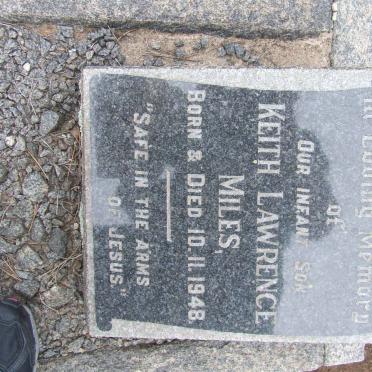 In Loving Memory
OF
OUR INFANT SON
KEITH LAWRENCE
MILES,
BORN & DIED 10.11.1948
"SAFE IN THE ARMS
OF JESUS."